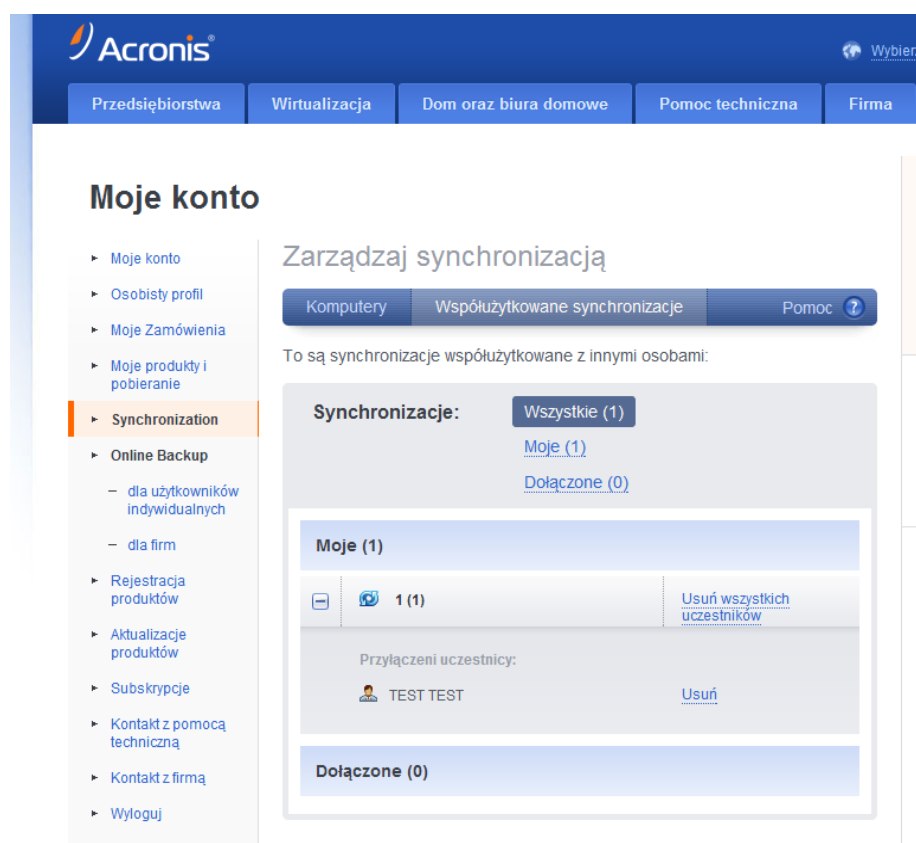 Acronis®
Przedsiębiorstwa Wirtualizacja Dom oraz biura domowe Pomoc techniczna Firma
Moje konto
Moje konto
Osobisty profil
Moje Zamówienia
Moje produkty i
pobieranie
Synchronization
Online Backup
– dla użytkowników
indywidualnych
– dla firm
Rejestracja
produktów
Aktualizacje
produktów
Subskrypcje
Kontakt z pomocą
techniczną
Kontakt z firmą
Wyloguj
Zarządzaj synchronizacją
Komputery Współużytkowane synchronizacje Pomoc ?
To są synchronizacje współużytkowane z innymi osobami:
Synchronizacje: Wszystkie (1)
Moje (1)
Dołączone (0)
Moje (1)
1 (1) Usuń wszystkich
uczestników
Przyłączeni uczestnicy:
TEST TEST Usuń
Dołączone (0)